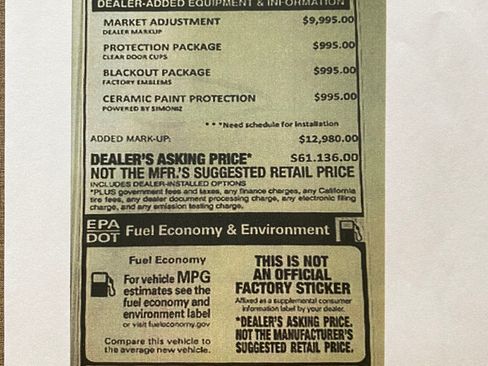 DEALER-ADDED EQUIPMENT & INFORMATION
MARKET ADJUSTMENT $9,995.00
DEALER MARKUP
PROTECTION PACKAGE $995.00
CLEAR DOOR CUPS
BLACKOUT PACKAGE $995.00
FACTORY EMBLEMS
CERAMIC PAINT PROTECTION $995.00
POWERED BY SIMONIZ
***Need schedule for installation
ADDED MARK-UP: $12,980.00
DEALER'S ASKING PRICE* $61.136.00
NOT THE MFR.'S SUGGESTED RETAIL PRICE
INCLUDES DEALER-INSTALLED OPTIONS
*PLUS government fees and taxes, any finance charges, any California
tire fees, any dealer document processing charge, any electronic filing
charge, and any emission testing charge.
EPA
DOT Fuel Economy & Environment
Fuel Economy
For vehicle MPG
estimates see the
fuel economy and
environment label
or visit fueleconomy.gov
Compare this vehicle to
the average new vehicle.
THIS IS NOT
AN OFFICIAL
FACTORY STICKER
Affixed as a supplemental consumer
information label by your dealer.
*DEALER'S ASKING PRICE.
NOT THE MANUFACTURER'S
SUGGESTED RETAIL PRICE.